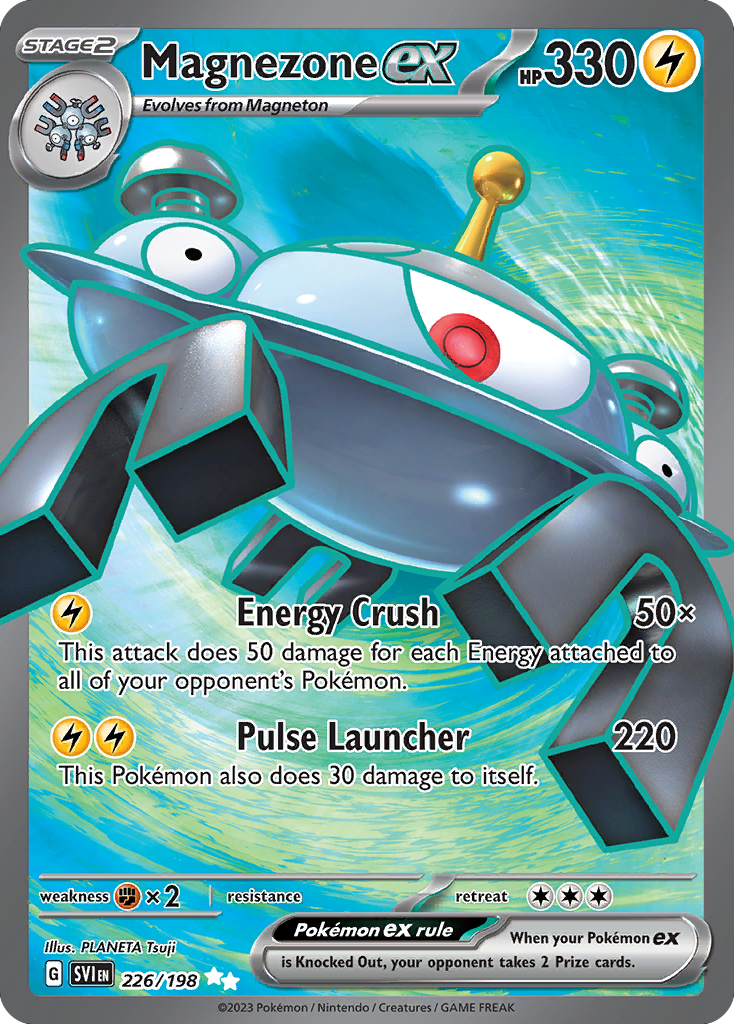 STAGE2
Magnezone ex
HP 330
Evolves from Magneton
Energy Crush 50×
This attack does 50 damage for each Energy attached to
all of your opponent's Pokémon.
Pulse Launcher 220
This Pokémon also does 30 damage to itself.
weakness ×2 resistance retreat
Illus. PLANETA Tsuji
Pokémon ex rule When your Pokémon ex
is Knocked Out, your opponent takes 2 Prize cards.
G SVI EN 226/198
©2023 Pokémon / Nintendo / Creatures / GAME FREAK